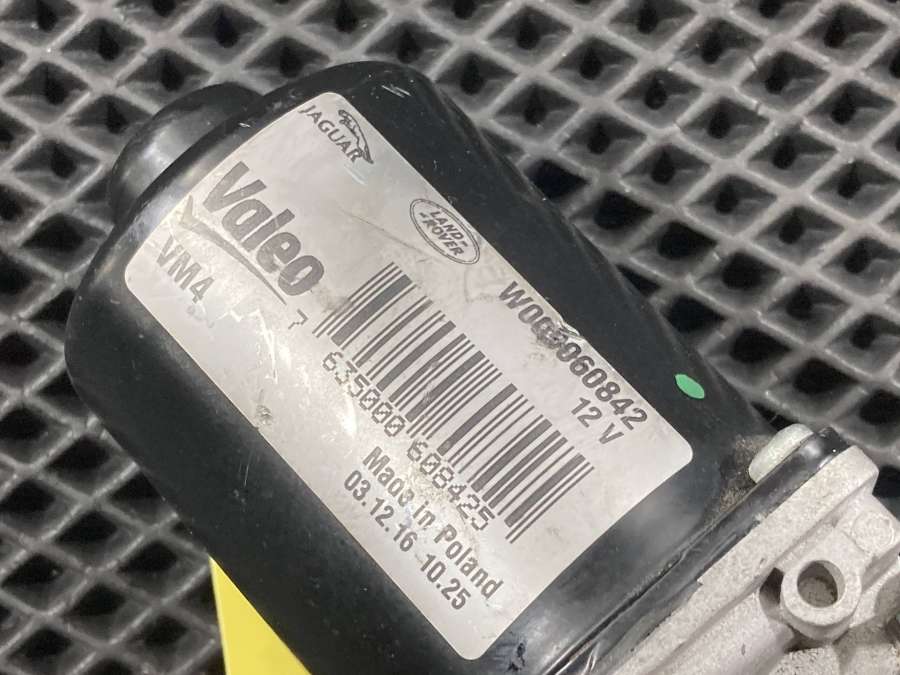 JAGUAR
LAND-
-ROVER
Valeo
VM4
W000060842
12 V
7 635000 608425
Made in Poland
03.12.16 10.25